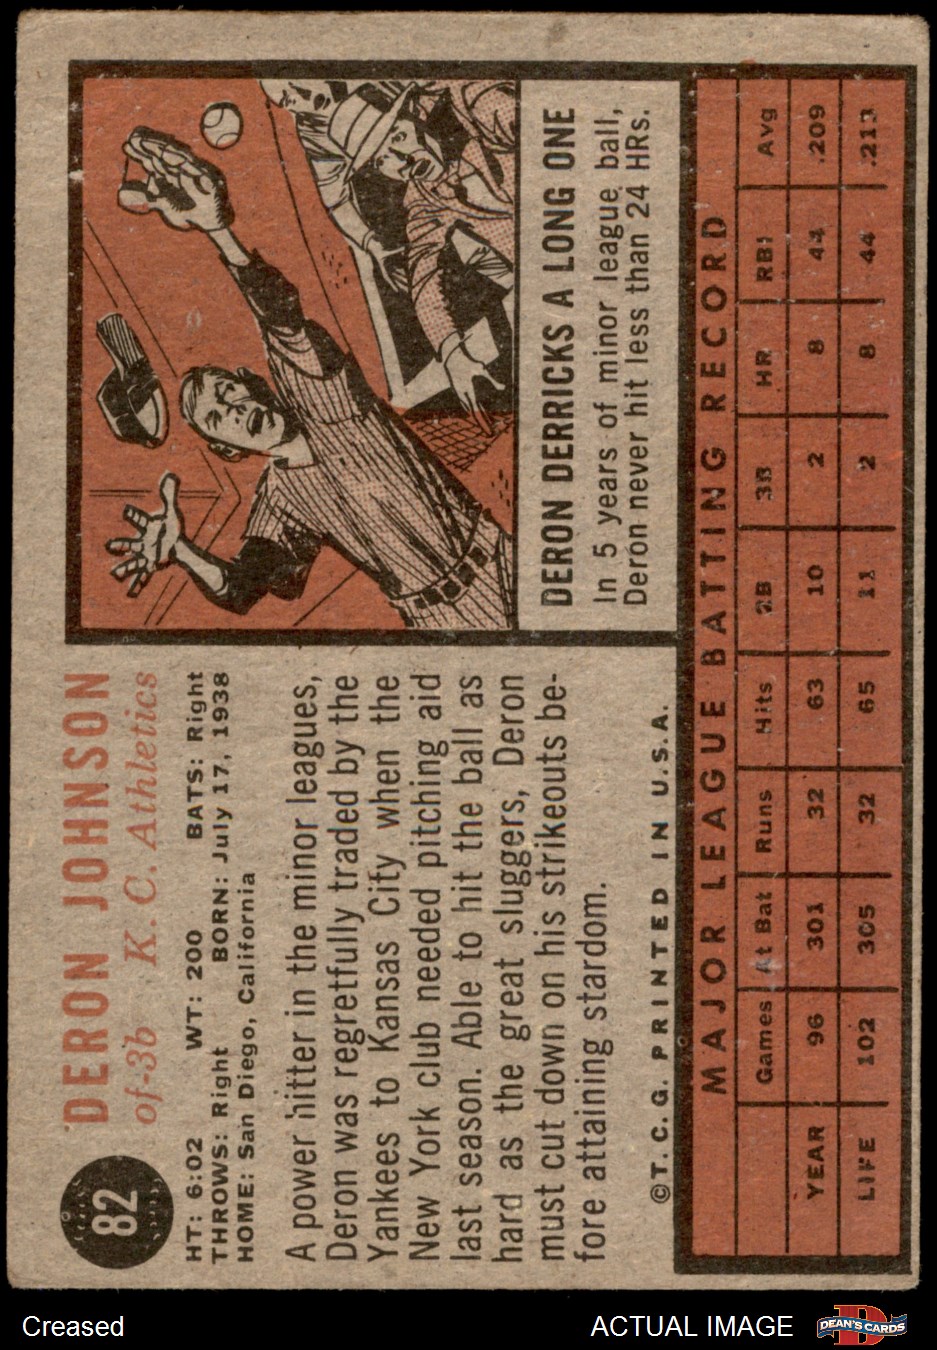 82
DERON JOHNSON
of-3b K. C. Athletics
HT: 6:02 WT: 200 BATS: Right
THROWS: Right BORN: July 17, 1938
HOME: San Diego, California
A power hitter in the minor leagues,
Deron was regretfully traded by the
Yankees to Kansas City when the
New York club needed pitching aid
last season. Able to hit the ball as
hard as the great sluggers, Deron
must cut down on his strikeouts be-
fore attaining stardom.
©T. C. G. PRINTED IN U.S.A.
DERON DERRICKS A LONG ONE
In 5 years of minor league ball,
Deron never hit less than 24 HRs.
MAJOR LEAGUE BATTING RECORD
Games At Bat Runs Hits 2B 3B HR RBI Avg
YEAR 96 301 32 63 10 2 8 44 .209
LIFE 102 305 32 65 11 2 8 44 .213
Creased
ACTUAL IMAGE
DEAN'S CARDS